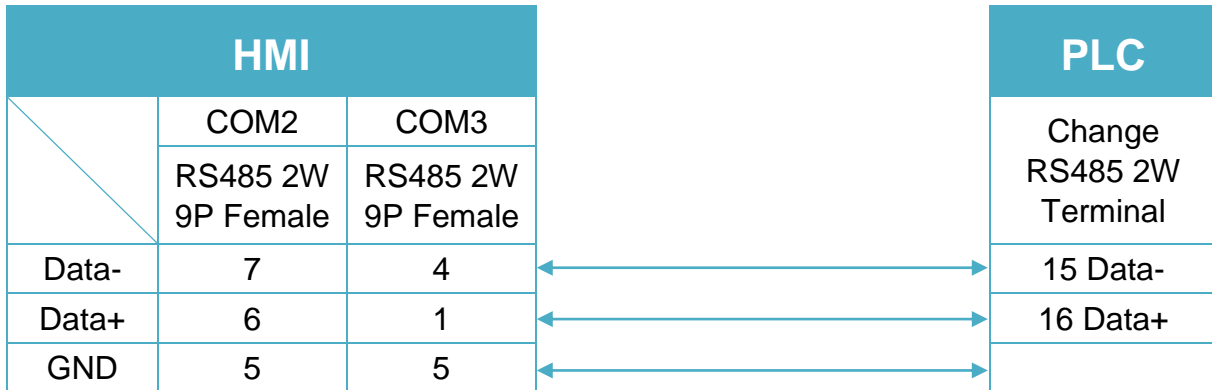 HMI
PLC
COM2 COM3
RS485 2W RS485 2W
9P Female 9P Female
Change
RS485 2W
Terminal
Data- 7 4 15 Data-
Data+ 6 1 16 Data+
GND 5 5